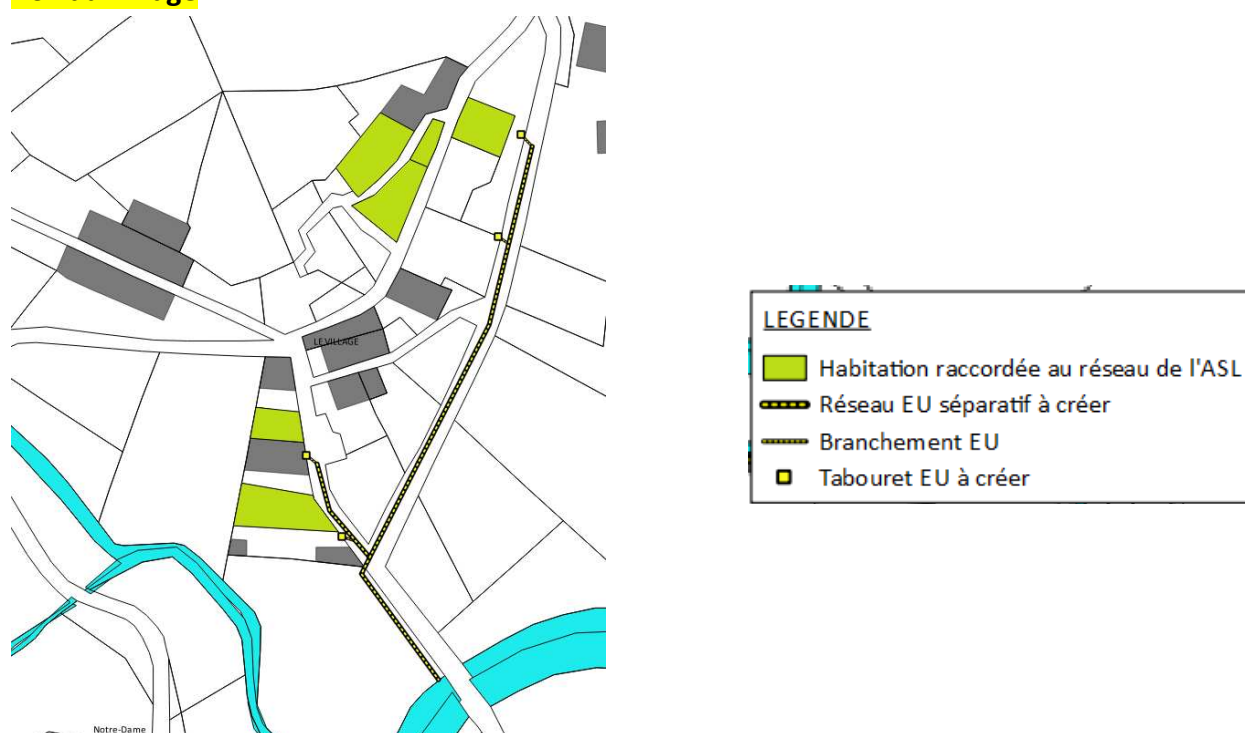 LE VILLAGE
Notre-Dame
LEGENDE
Habitation raccordée au réseau de l'ASL
Réseau EU séparatif à créer
Branchement EU
Tabouret EU à créer